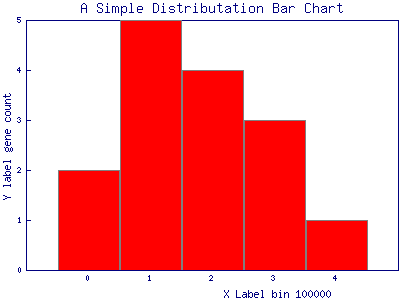 A Simple Distributation Bar Chart
Y label gene count
5
4
3
2
1
0
0 1 2 3 4
X Label bin 100000